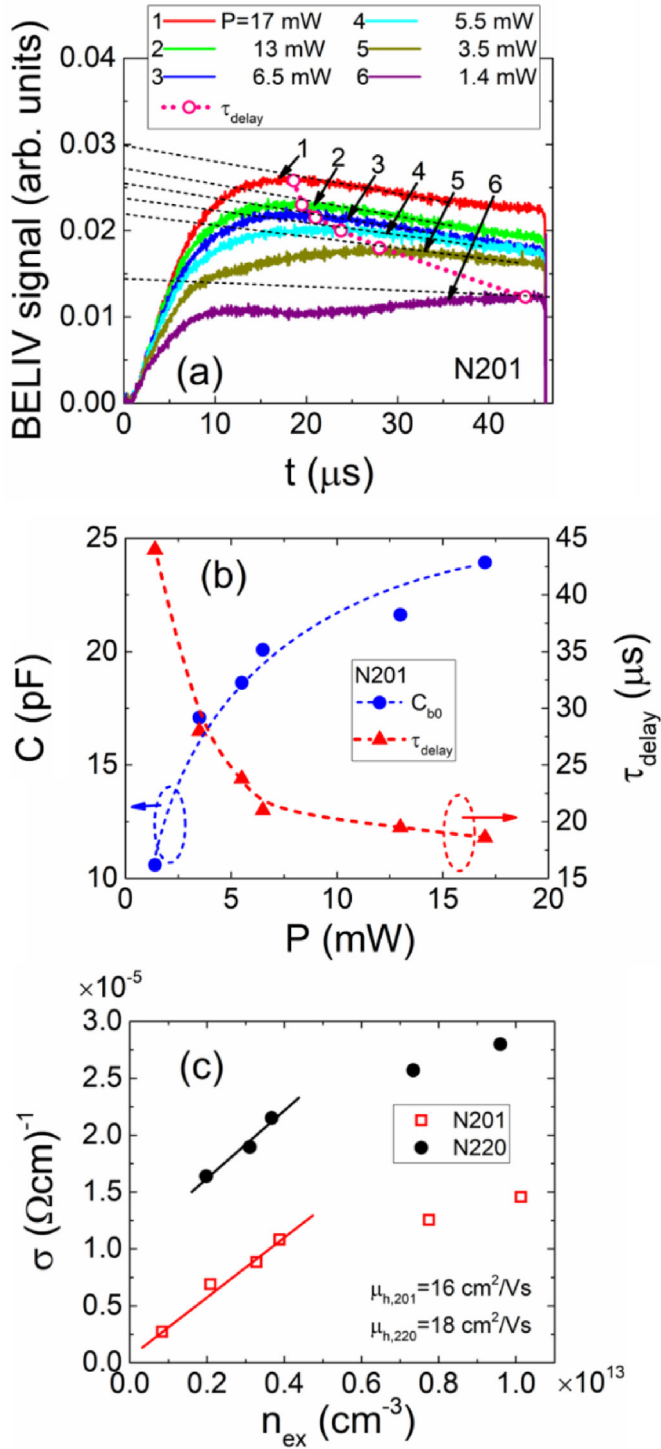 1 P=17 mW 4 5.5 mW
2 13 mW 5 3.5 mW
3 6.5 mW 6 1.4 mW
τdelay
0.04
0.03
0.02
0.01
0.00
BELIV signal (arb. units)
1 2 3 4 5 6
(a)
N201
0 10 20 30 40
t (μs)
25
20
15
10
C (pF)
(b)
N201
Cb0
τdelay
45
40
35
30
25
20
15
τdelay (μs)
0 5 10 15 20
P (mW)
×10⁻⁵
3.0
2.5
2.0
1.5
1.0
0.5
0.0
σ (Ωcm)⁻¹
(c)
N201
N220
μh,201=16 cm²/Vs
μh,220=18 cm²/Vs
0.0 0.2 0.4 0.6 0.8 1.0 ×10¹³
nex (cm⁻³)